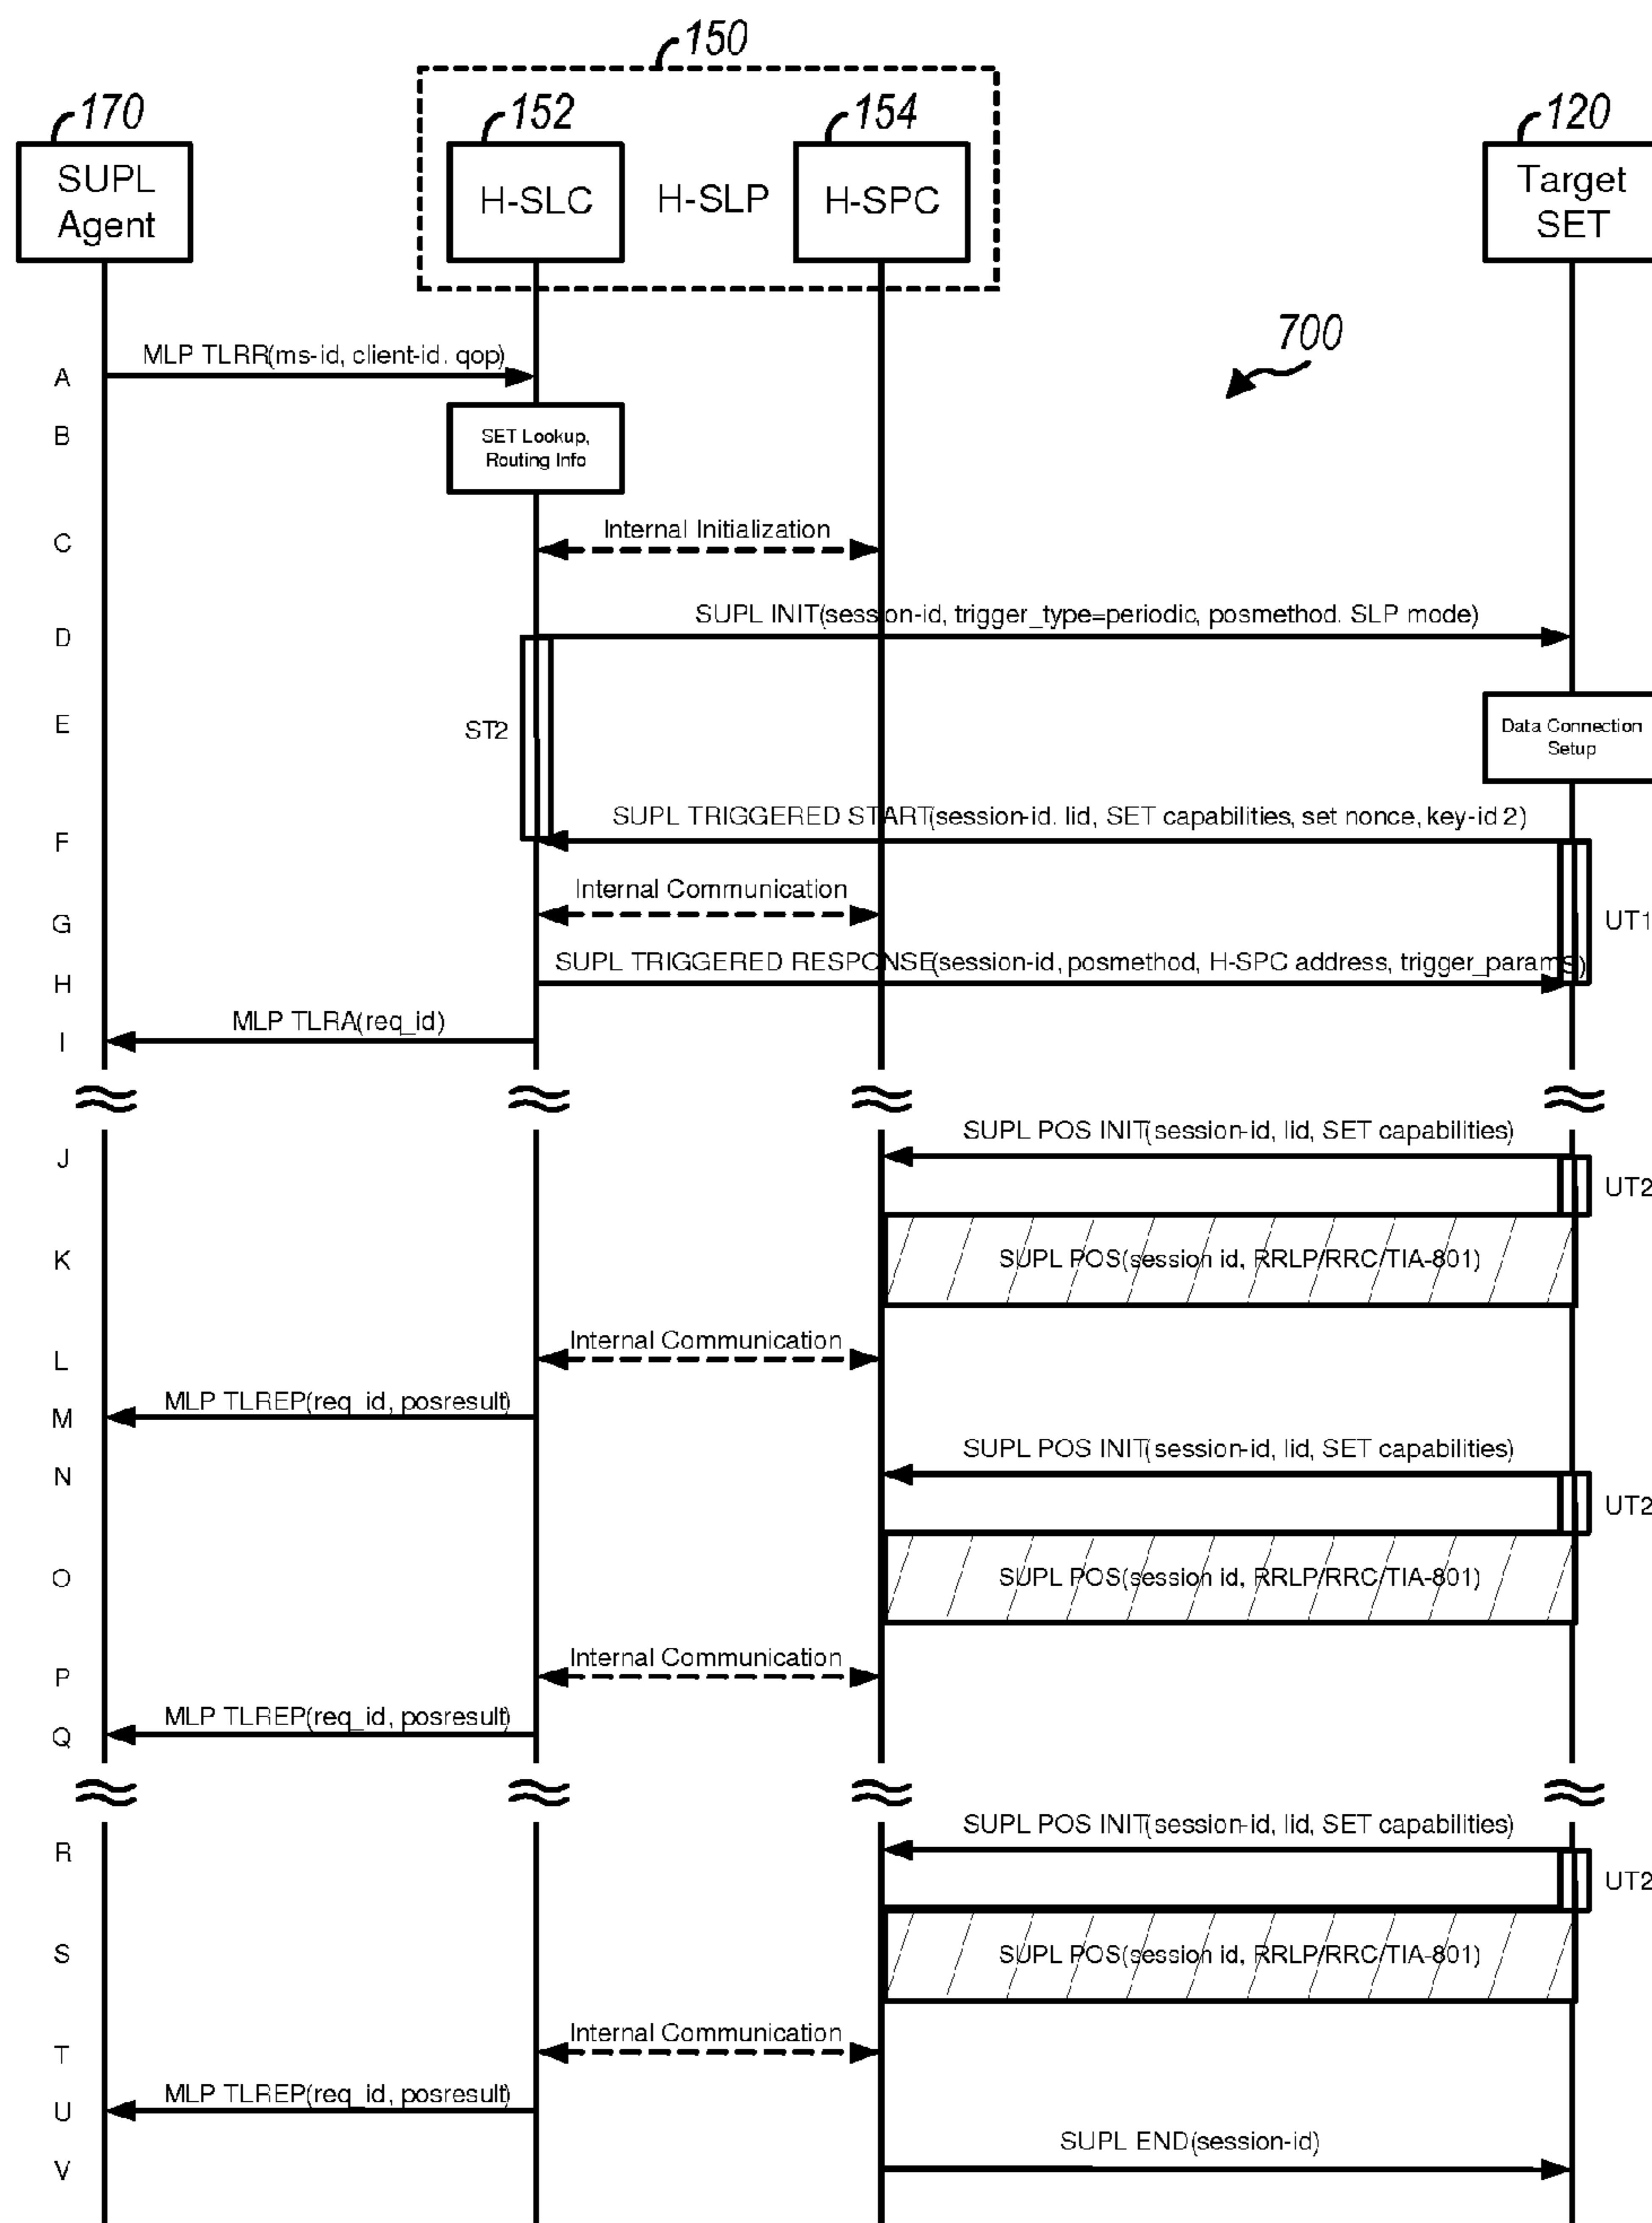 150
170
152
154
120
SUPL
Agent
H-SLC
H-SLP
H-SPC
Target
SET
700
A
MLP TLRR(ms-id, client-id. qop)
B
SET Lookup,
Routing Info
C
Internal Initialization
D
SUPL INIT(session-id, trigger_type=periodic, posmethod. SLP mode)
E
ST2
Data Connection
Setup
F
SUPL TRIGGERED START(session-id. lid, SET capabilities, set nonce, key-id 2)
G
Internal Communication
UT1
H
SUPL TRIGGERED RESPONSE(session-id, posmethod, H-SPC address, trigger_params)
I
MLP TLRA(req_id)
J
SUPL POS INIT(session-id, lid, SET capabilities)
UT2
K
SUPL POS(session id, RRLP/RRC/TIA-801)
L
Internal Communication
M
MLP TLREP(req_id, posresult)
N
SUPL POS INIT(session-id, lid, SET capabilities)
UT2
O
SUPL POS(session id, RRLP/RRC/TIA-801)
P
Internal Communication
Q
MLP TLREP(req_id, posresult)
R
SUPL POS INIT(session-id, lid, SET capabilities)
UT2
S
SUPL POS(session id, RRLP/RRC/TIA-801)
T
Internal Communication
U
MLP TLREP(req_id, posresult)
V
SUPL END(session-id)